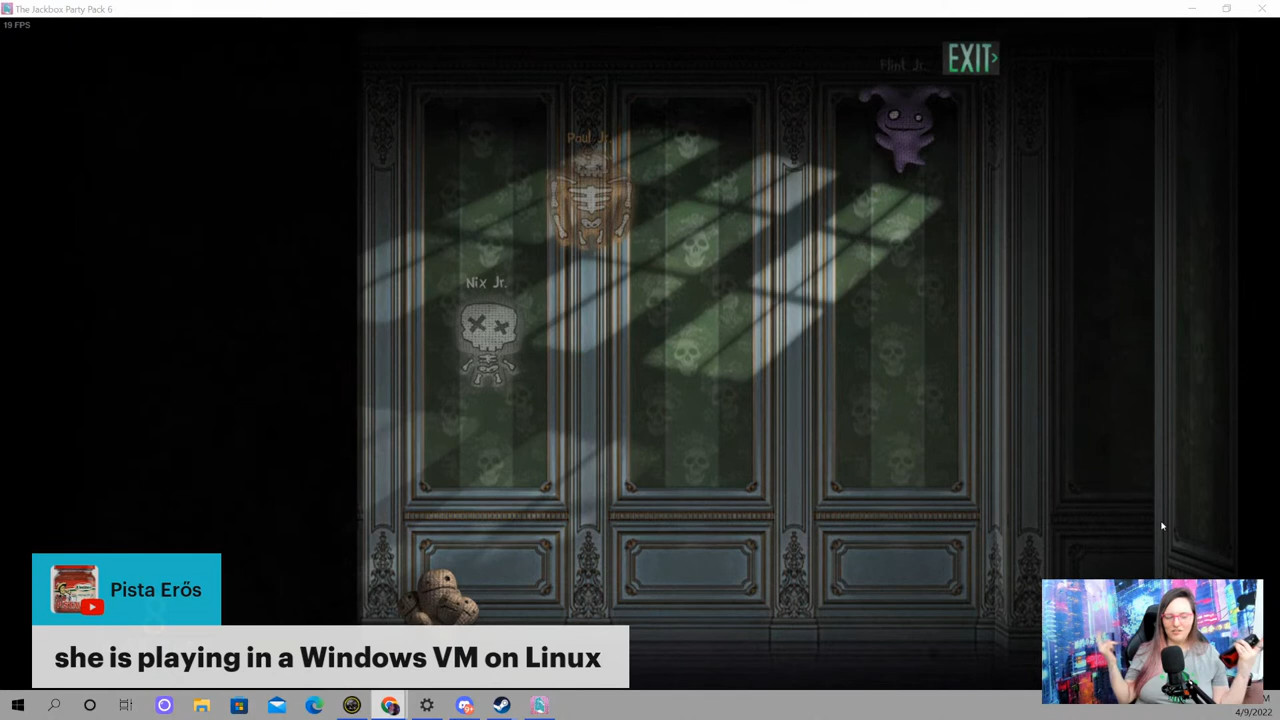 The Jackbox Party Pack 6
19 FPS
Flint Jr.
EXIT
Poul Jr.
Nix Jr.
Pista Erős
she is playing in a Windows VM on Linux
4/9/2022